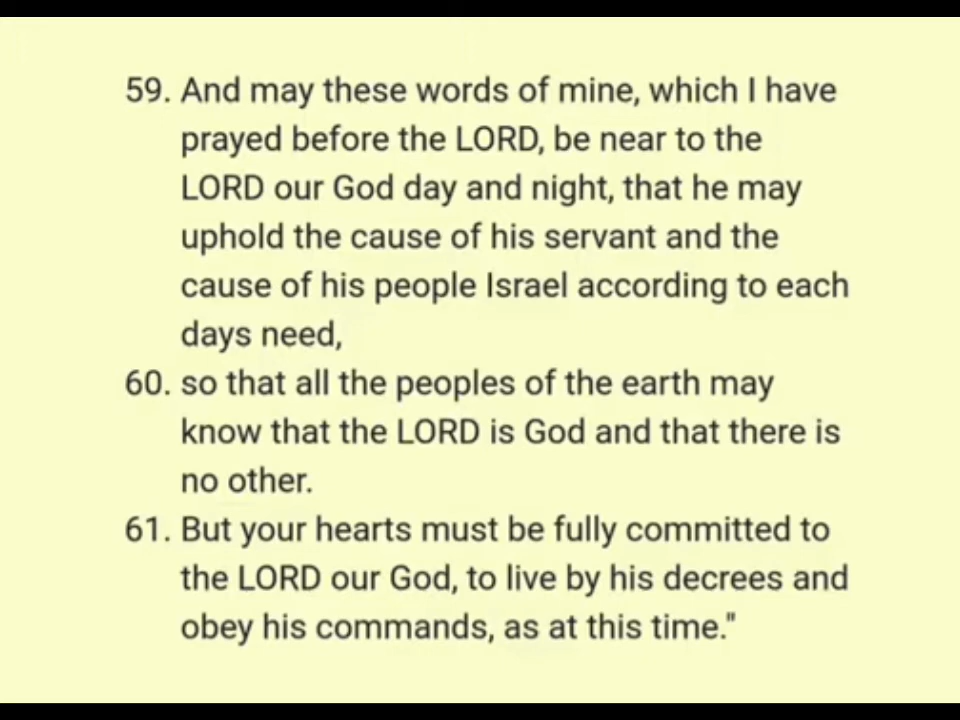 59. And may these words of mine, which I have
prayed before the LORD, be near to the
LORD our God day and night, that he may
uphold the cause of his servant and the
cause of his people Israel according to each
days need,
60. so that all the peoples of the earth may
know that the LORD is God and that there is
no other.
61. But your hearts must be fully committed to
the LORD our God, to live by his decrees and
obey his commands, as at this time."